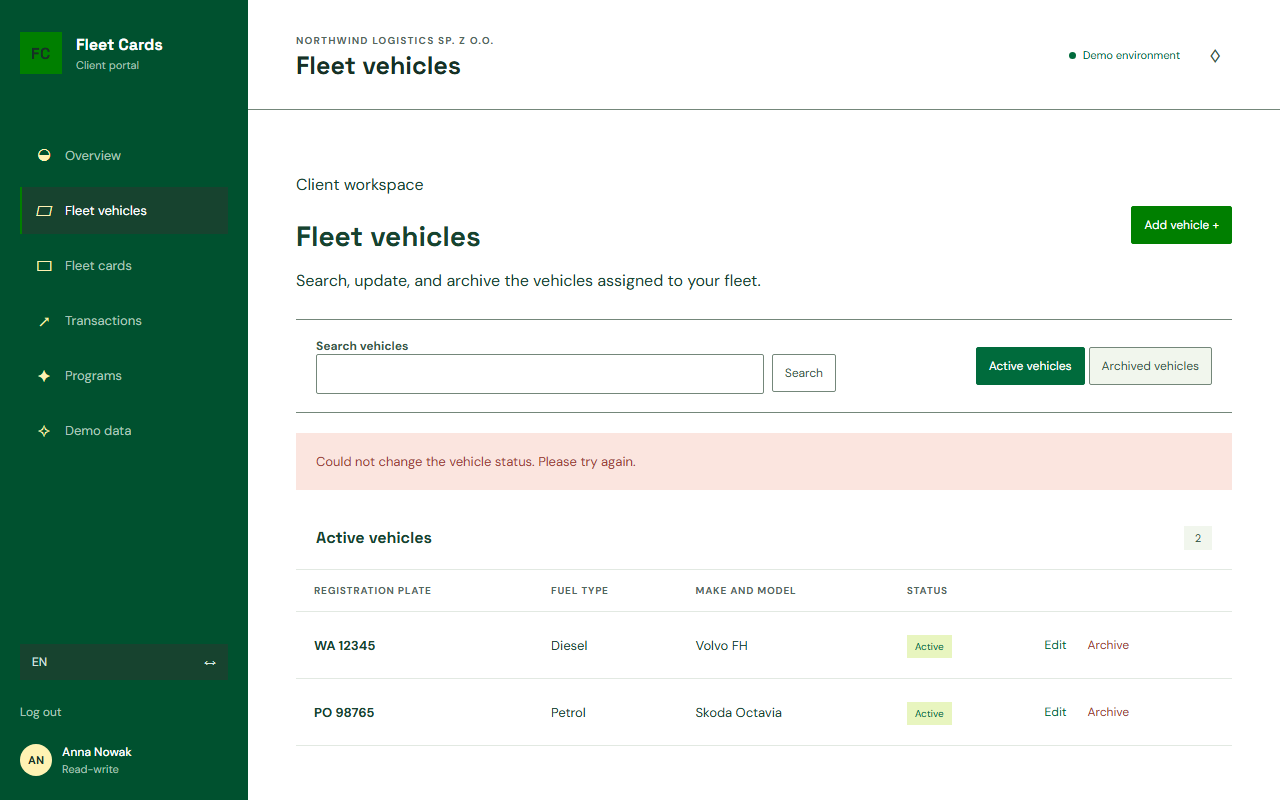 FC
Fleet Cards
Client portal
Overview
Fleet vehicles
Fleet cards
Transactions
Programs
Demo data
EN
Log out
AN
Anna Nowak
Read-write
NORTHWIND LOGISTICS SP. Z O.O.
Fleet vehicles
Demo environment
Client workspace
Fleet vehicles
Add vehicle +
Search, update, and archive the vehicles assigned to your fleet.
Search vehicles
Search
Active vehicles
Archived vehicles
Could not change the vehicle status. Please try again.
Active vehicles
2
REGISTRATION PLATE FUEL TYPE MAKE AND MODEL STATUS
WA 12345 Diesel Volvo FH Active Edit Archive
PO 98765 Petrol Skoda Octavia Active Edit Archive